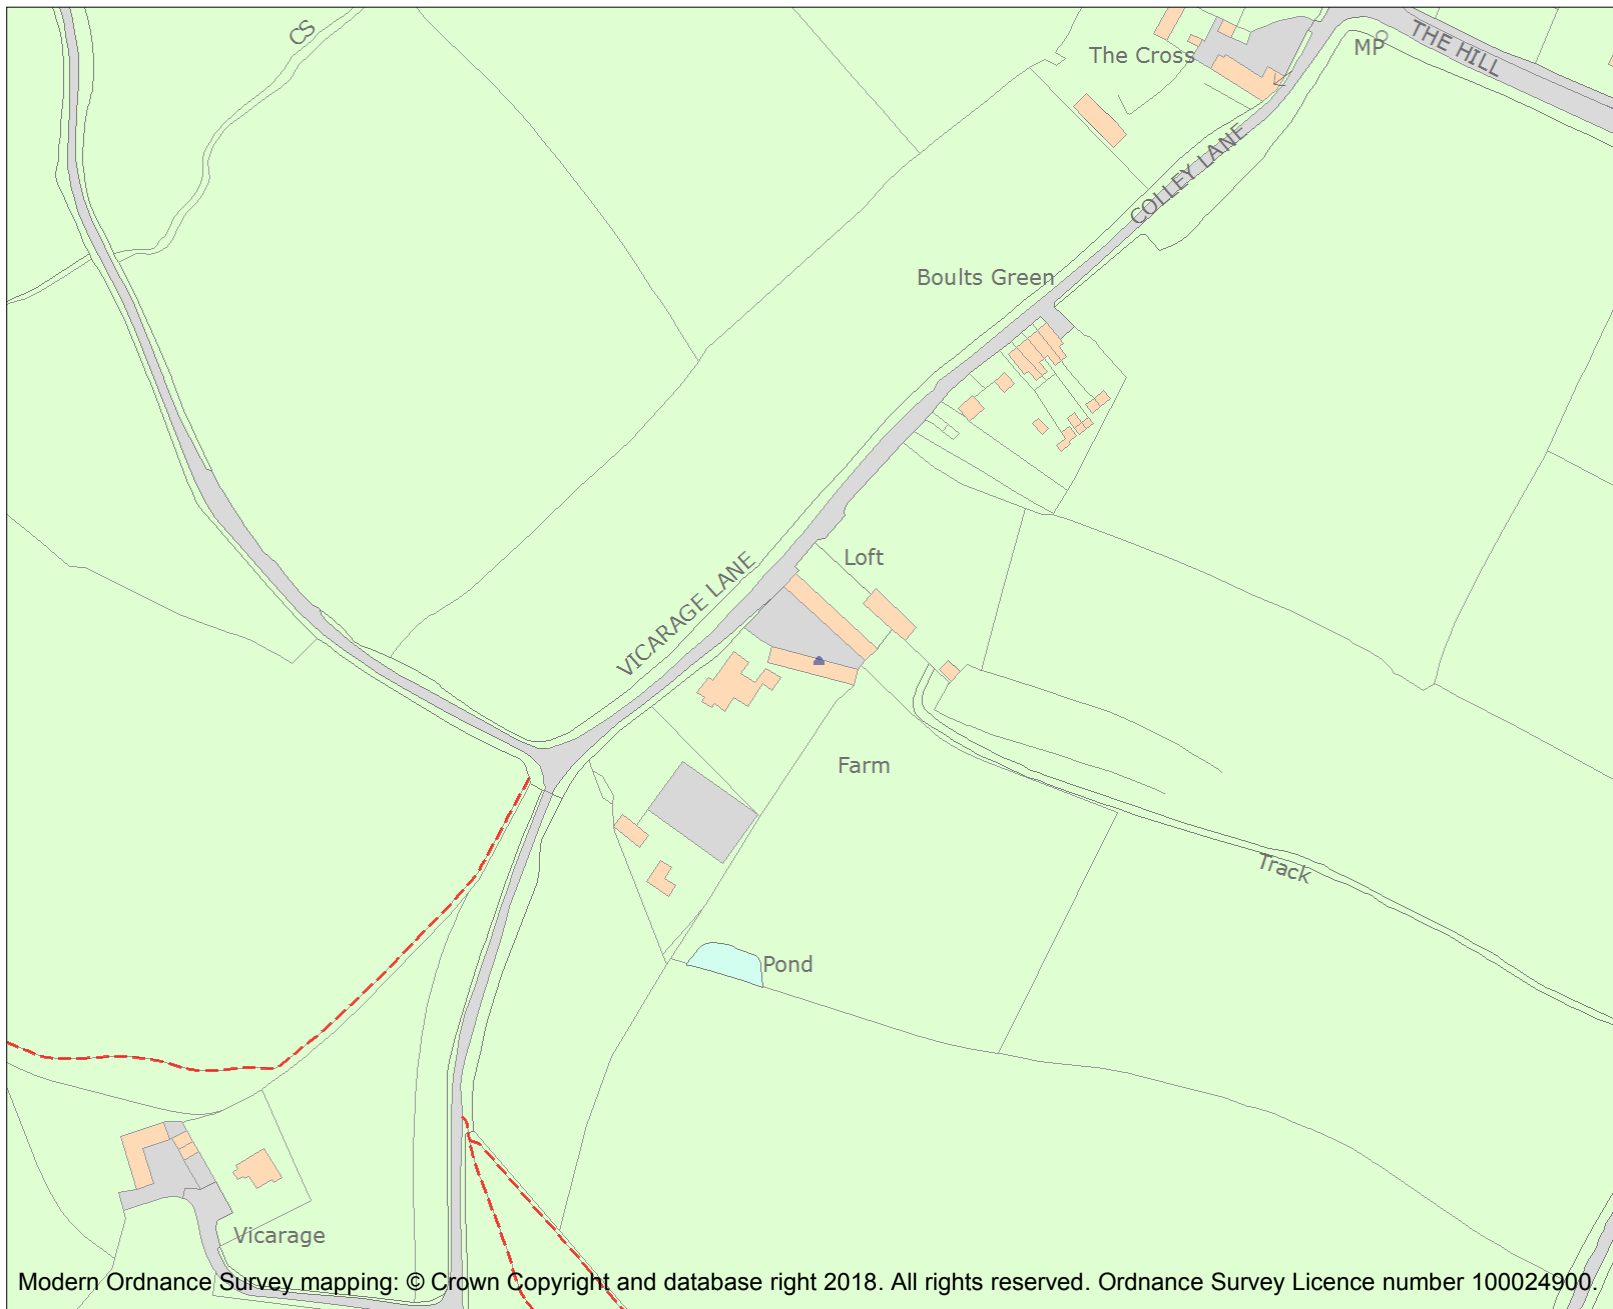 CS
The Cross
MP
THE HILL
COLLEY LANE
Boults Green
Loft
VICARAGE LANE
Farm
Track
Pond
Vicarage
Modern Ordnance Survey mapping: © Crown Copyright and database right 2018. All rights reserved. Ordnance Survey Licence number 100024900.